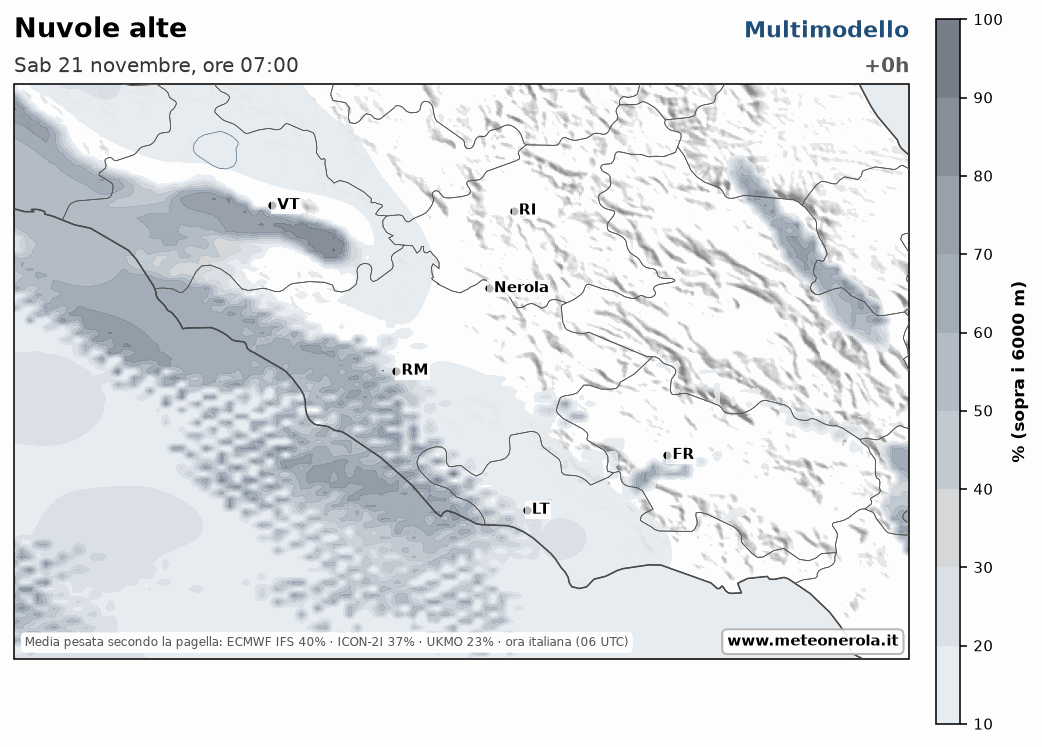 Nuvole alte
Multimodello
Sab 21 novembre, ore 07:00
+0h
VT
RI
Nerola
RM
FR
LT
Media pesata secondo la pagella: ECMWF IFS 40% · ICON-2I 37% · UKMO 23% · ora italiana (06 UTC)
www.meteonerola.it
100
90
80
70
60
50
40
30
20
10
% (sopra i 6000 m)